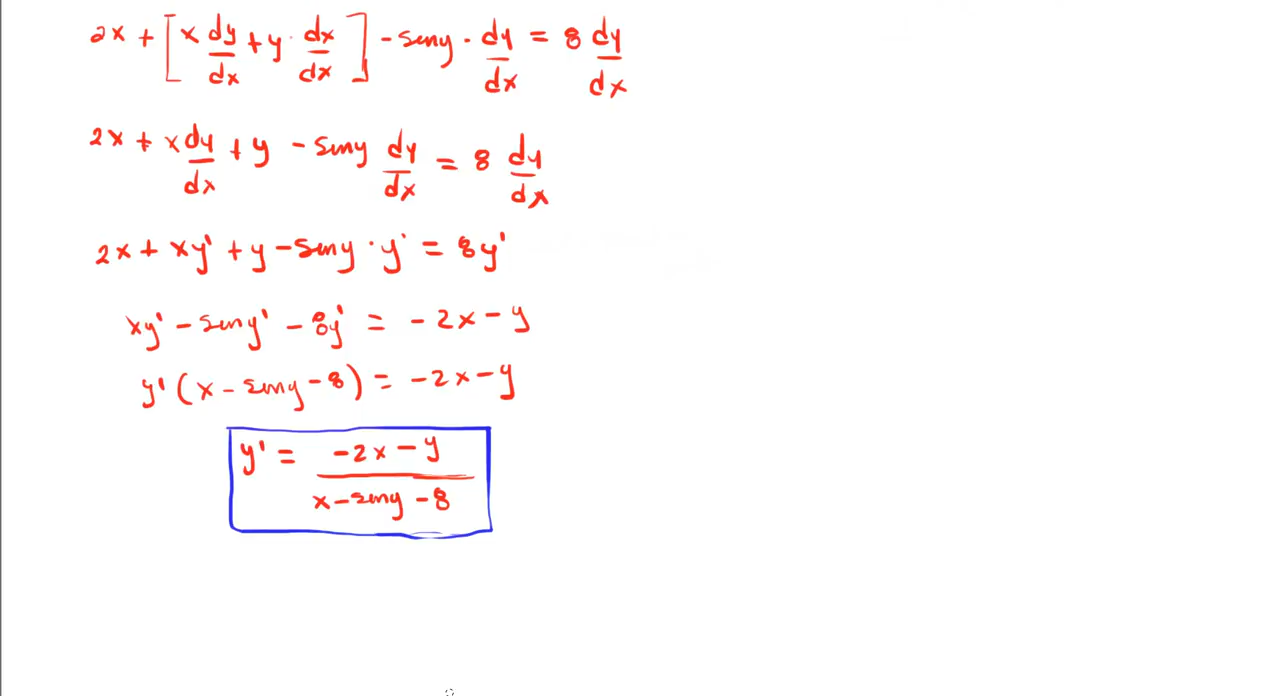 2x + [x dy/dx + y · dx/dx] - siny · dy/dx = 8 dy/dx
2x + x dy/dx + y - siny dy/dx = 8 dy/dx
2x + xy' + y - siny · y' = 8y'
xy' - siny' - 8y' = -2x - y
y' (x - siny - 8) = -2x - y
y' = -2x - y / x - siny - 8